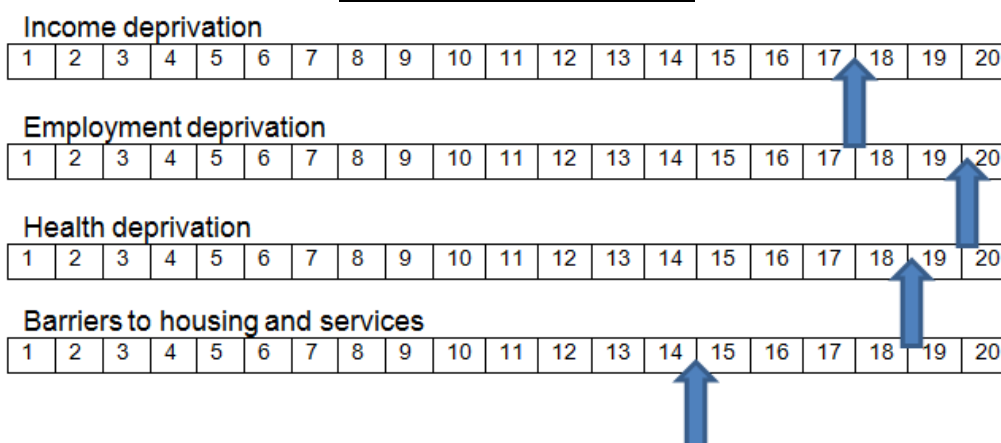 Income deprivation
1 2 3 4 5 6 7 8 9 10 11 12 13 14 15 16 17 18 19 20
Employment deprivation
1 2 3 4 5 6 7 8 9 10 11 12 13 14 15 16 17 18 19 20
Health deprivation
1 2 3 4 5 6 7 8 9 10 11 12 13 14 15 16 17 18 19 20
Barriers to housing and services
1 2 3 4 5 6 7 8 9 10 11 12 13 14 15 16 17 18 19 20